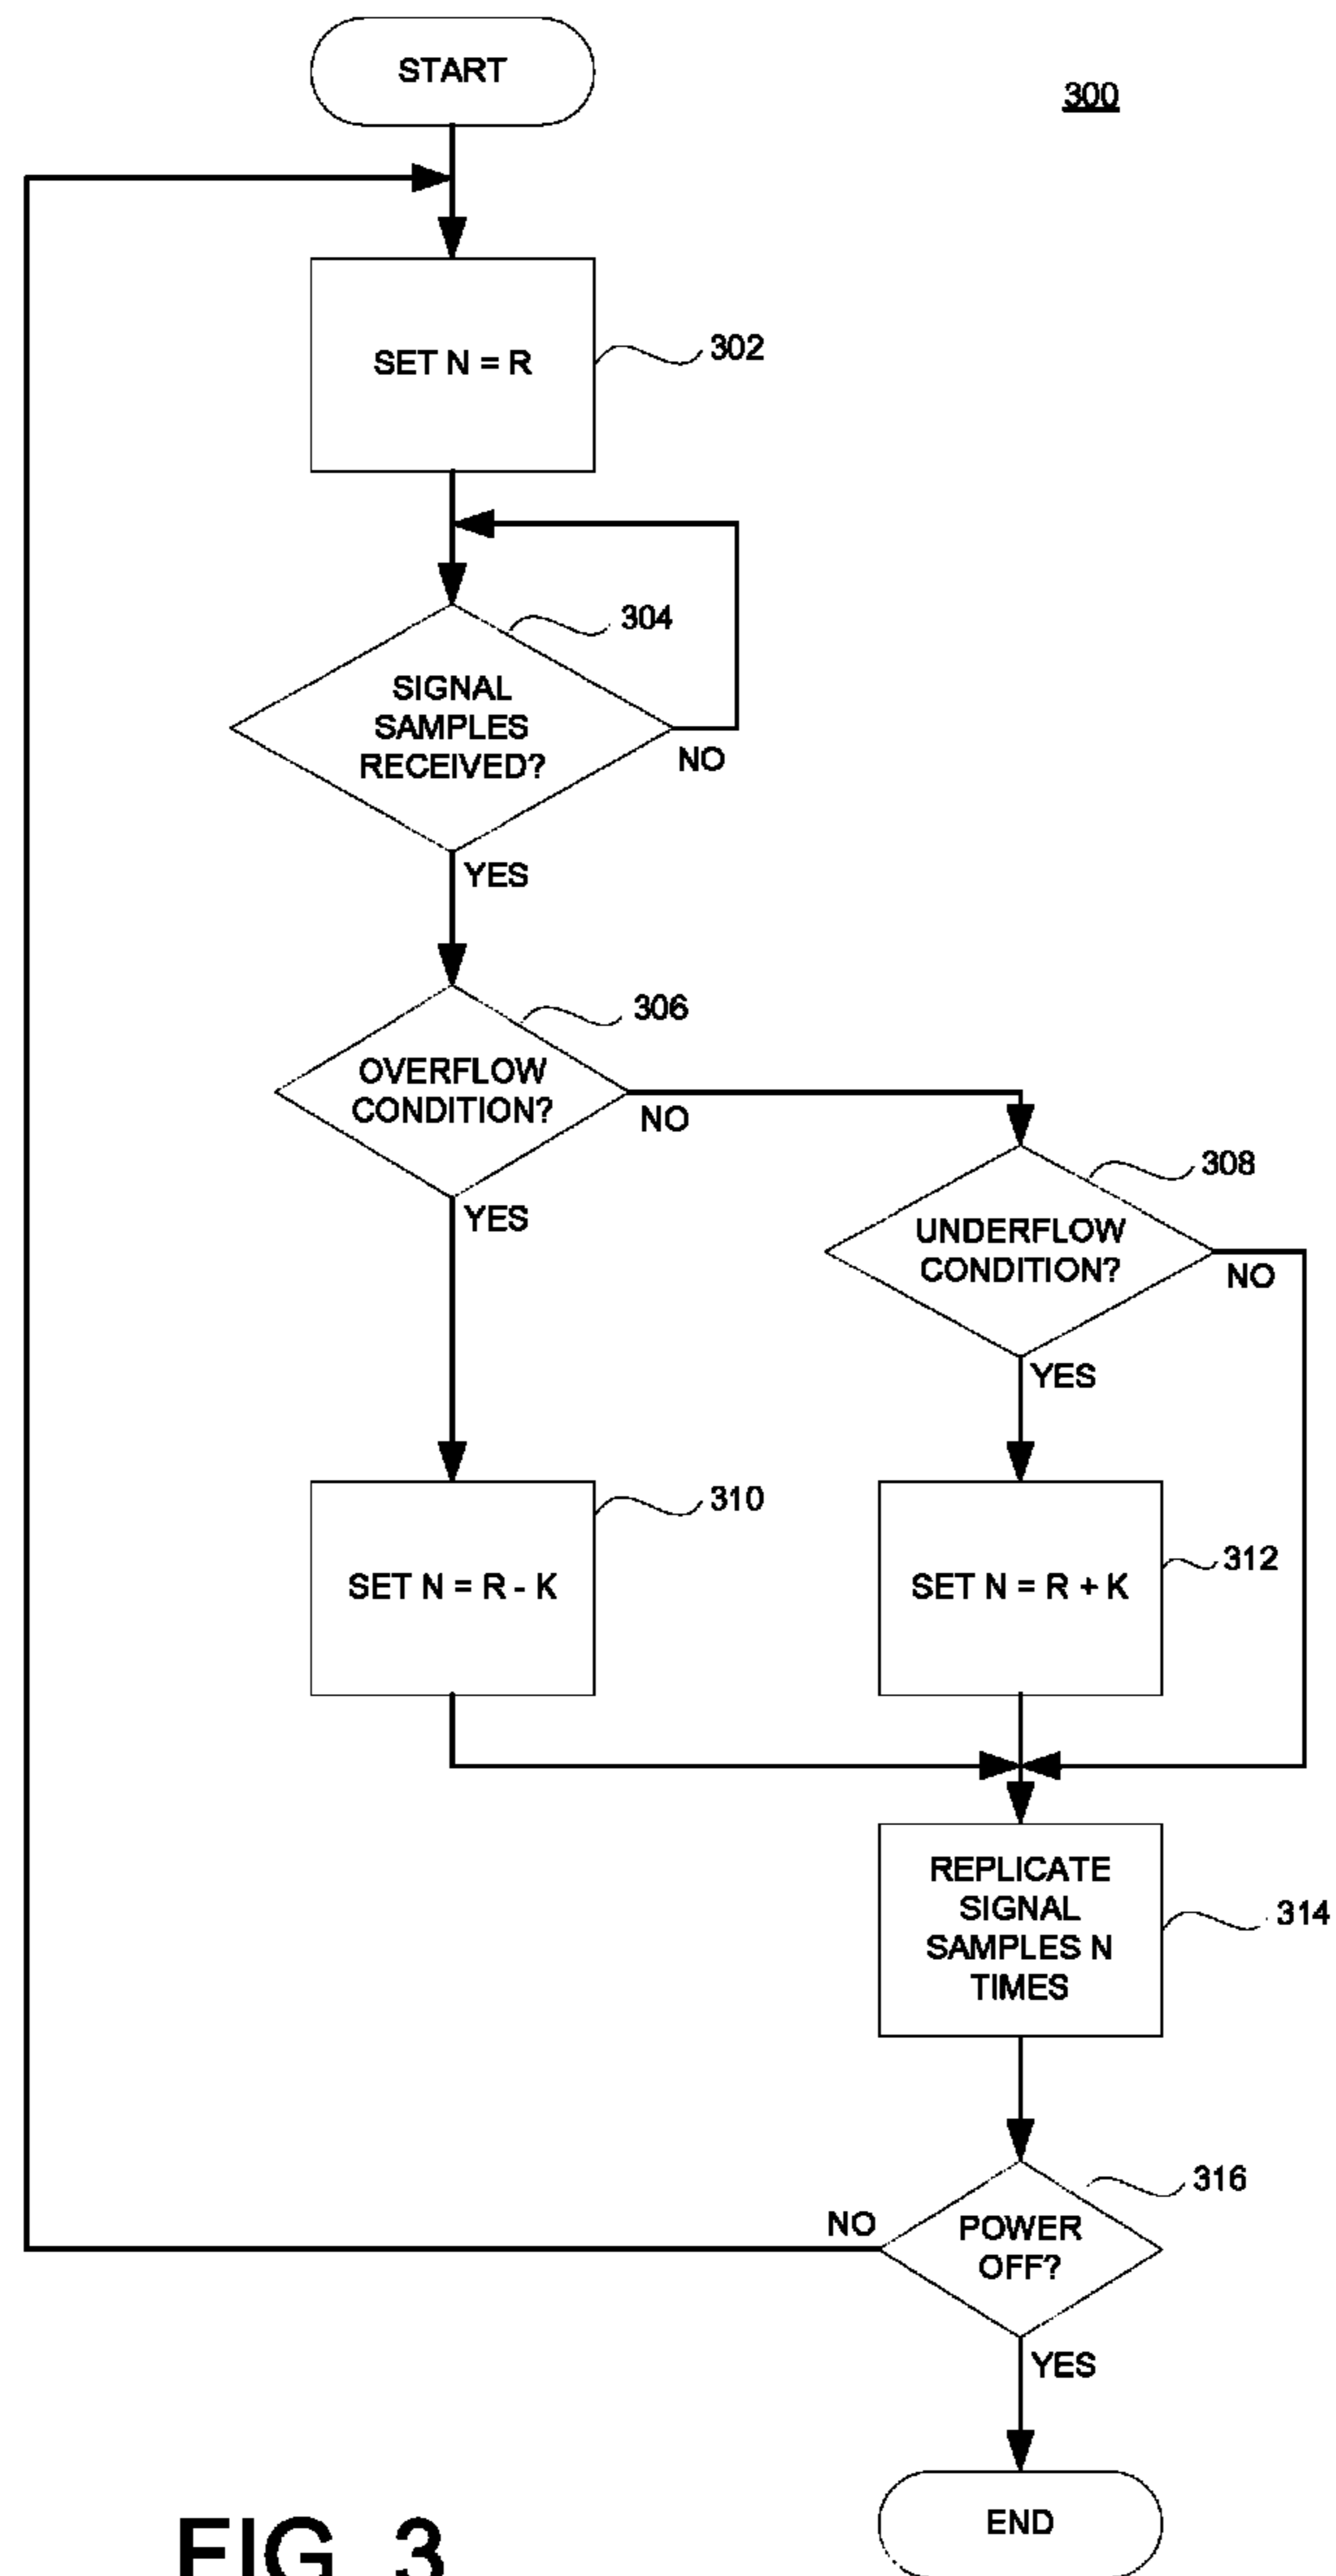 START
300
SET N = R
302
304
SIGNAL
SAMPLES
RECEIVED?
NO
YES
306
OVERFLOW
CONDITION?
NO
YES
308
UNDERFLOW
CONDITION?
NO
YES
310
SET N = R - K
312
SET N = R + K
REPLICATE
SIGNAL
SAMPLES N
TIMES
314
316
NO
POWER
OFF?
YES
END
FIG. 3